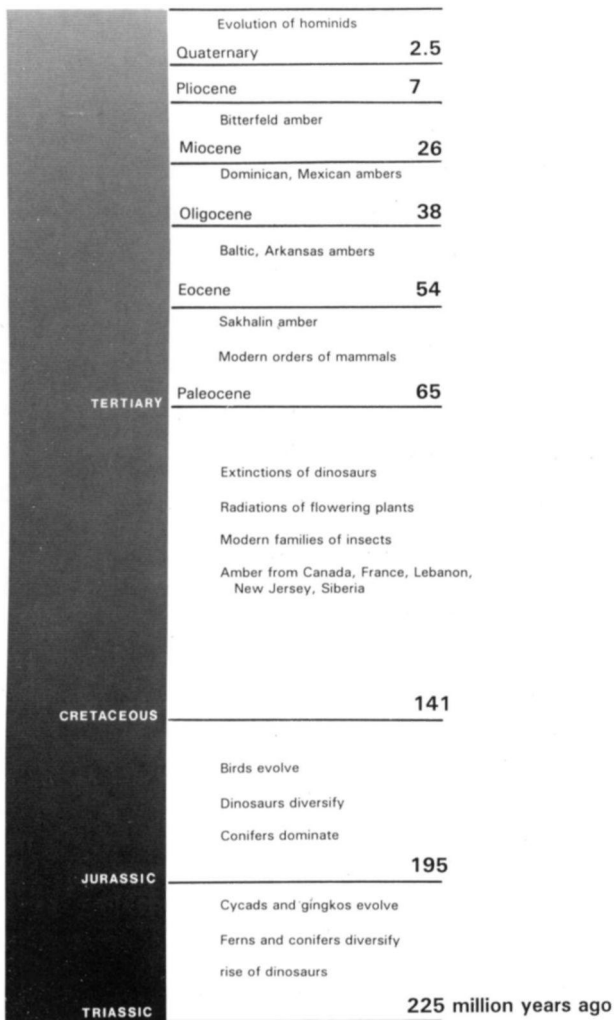 Evolution of hominids
Quaternary 2.5
Pliocene 7
Bitterfeld amber
Miocene 26
Dominican, Mexican ambers
Oligocene 38
Baltic, Arkansas ambers
Eocene 54
Sakhalin amber
Modern orders of mammals
Paleocene 65
TERTIARY
Extinctions of dinosaurs
Radiations of flowering plants
Modern families of insects
Amber from Canada, France, Lebanon,
New Jersey, Siberia
141
CRETACEOUS
Birds evolve
Dinosaurs diversify
Conifers dominate
195
JURASSIC
Cycads and gingkos evolve
Ferns and conifers diversify
rise of dinosaurs
TRIASSIC 225 million years ago